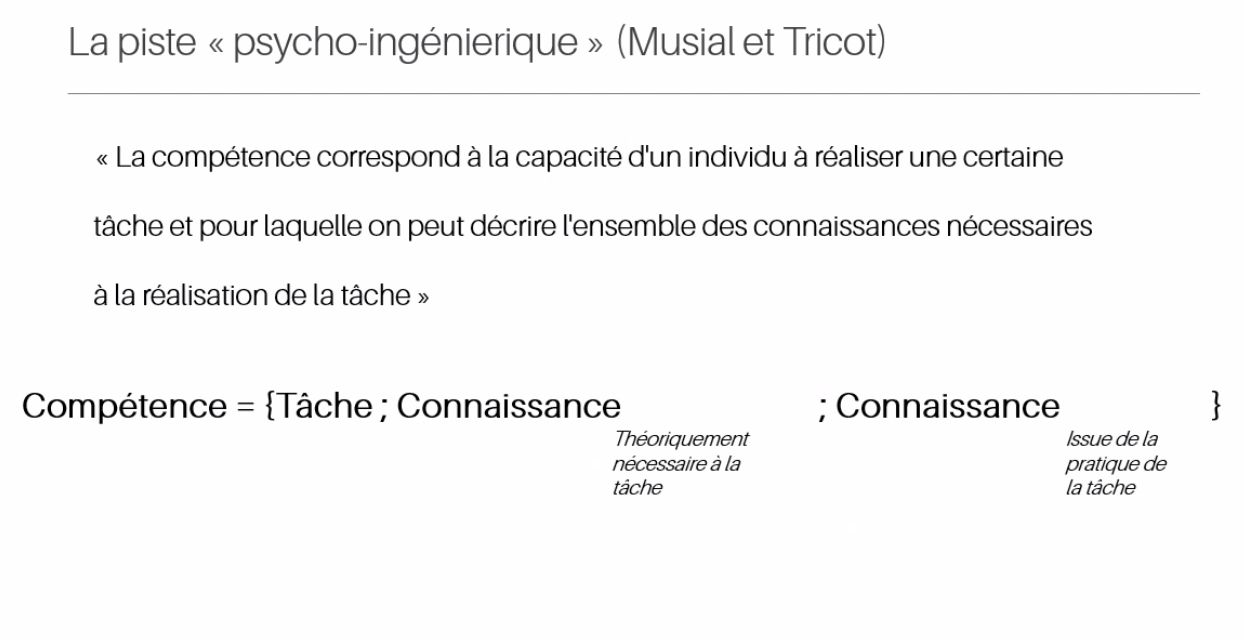 La piste « psycho-ingénierique » (Musial et Tricot)
« La compétence correspond à la capacité d'un individu à réaliser une certaine
tâche et pour laquelle on peut décrire l'ensemble des connaissances nécessaires
à la réalisation de la tâche »
Compétence = {Tâche ; Connaissance ; Connaissance }
Théoriquement
nécessaire à la
tâche
Issue de la
pratique de
la tâche